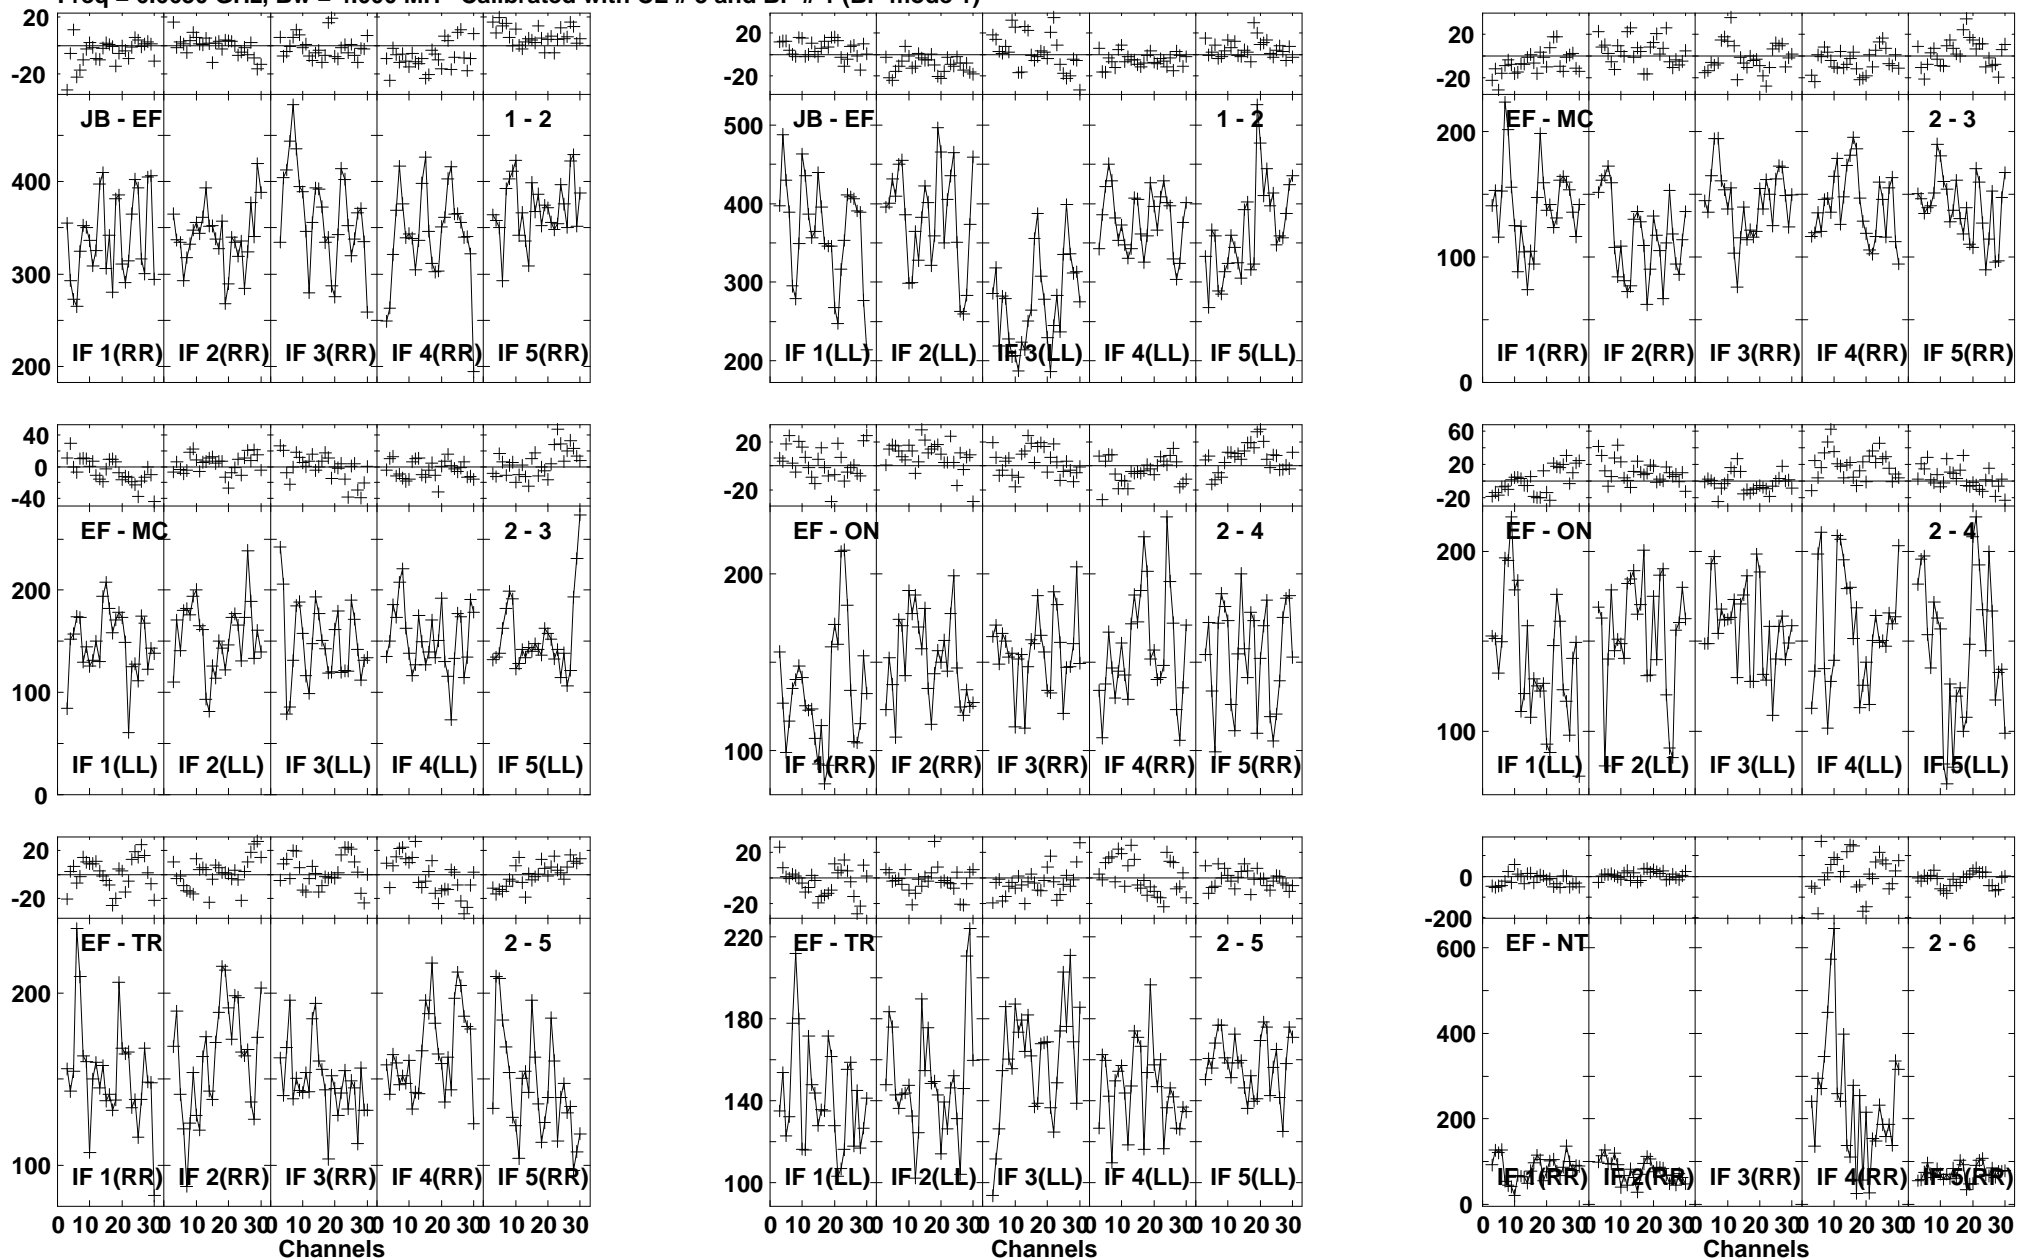 20 0 -20
JB - EF 1 - 2
400
300
200
IF 1(RR) IF 2(RR) IF 3(RR) IF 4(RR) IF 5(RR)
20 0 -20
JB - EF 1 - 2
500
400
300
200
IF 1(LL) IF 2(LL) IF 3(LL) IF 4(LL) IF 5(LL)
20 0 -20
EF - MC 2 - 3
200
100
0
IF 1(RR) IF 2(RR) IF 3(RR) IF 4(RR) IF 5(RR)
40 0 -40
EF - MC 2 - 3
200
100
0
IF 1(LL) IF 2(LL) IF 3(LL) IF 4(LL) IF 5(LL)
20 -20
EF - ON 2 - 4
200
100
IF 1(RR) IF 2(RR) IF 3(RR) IF 4(RR) IF 5(RR)
60 20 -20
EF - ON 2 - 4
200
100
IF 1(LL) IF 2(LL) IF 3(LL) IF 4(LL) IF 5(LL)
20 -20
EF - TR 2 - 5
200
100
IF 1(RR) IF 2(RR) IF 3(RR) IF 4(RR) IF 5(RR)
0 10 20 30 0 10 20 30 0 10 20 30 0 10 20 30 0 10 20 30
Channels
20 -20
EF - TR 2 - 5
220
180
140
100
IF 1(LL) IF 2(LL) IF 3(LL) IF 4(LL) IF 5(LL)
0 10 20 30 0 10 20 30 0 10 20 30 0 10 20 30 0 10 20 30
Channels
0 -200
EF - NT 2 - 6
600
400
200
0
IF 1(RR) IF 2(RR) IF 3(RR) IF 4(RR) IF 5(RR)
0 10 20 30 0 10 20 30 0 10 20 30 0 10 20 30 0 10 20 30
Channels